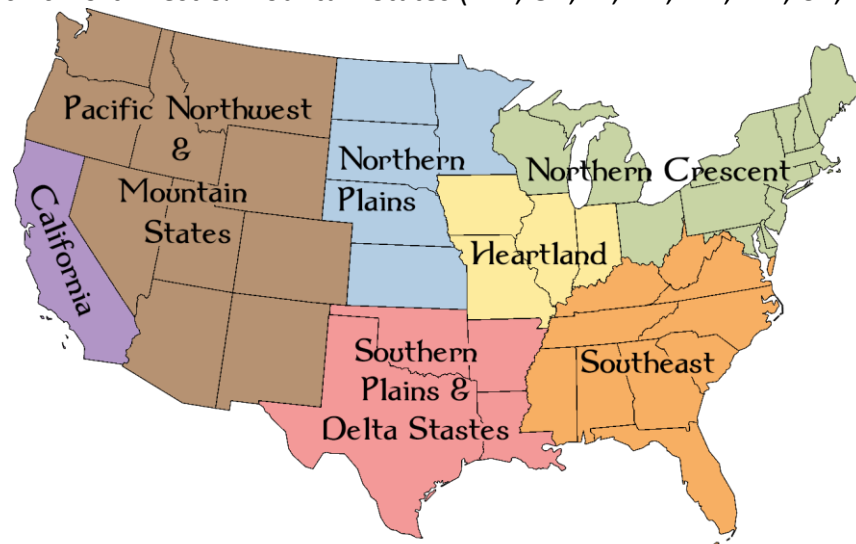 Pacific Northwest
&
Mountain
States
California
Northern
Plains
Northern Crescent
Heartland
Southern
Plains &
Delta Stastes
Southeast